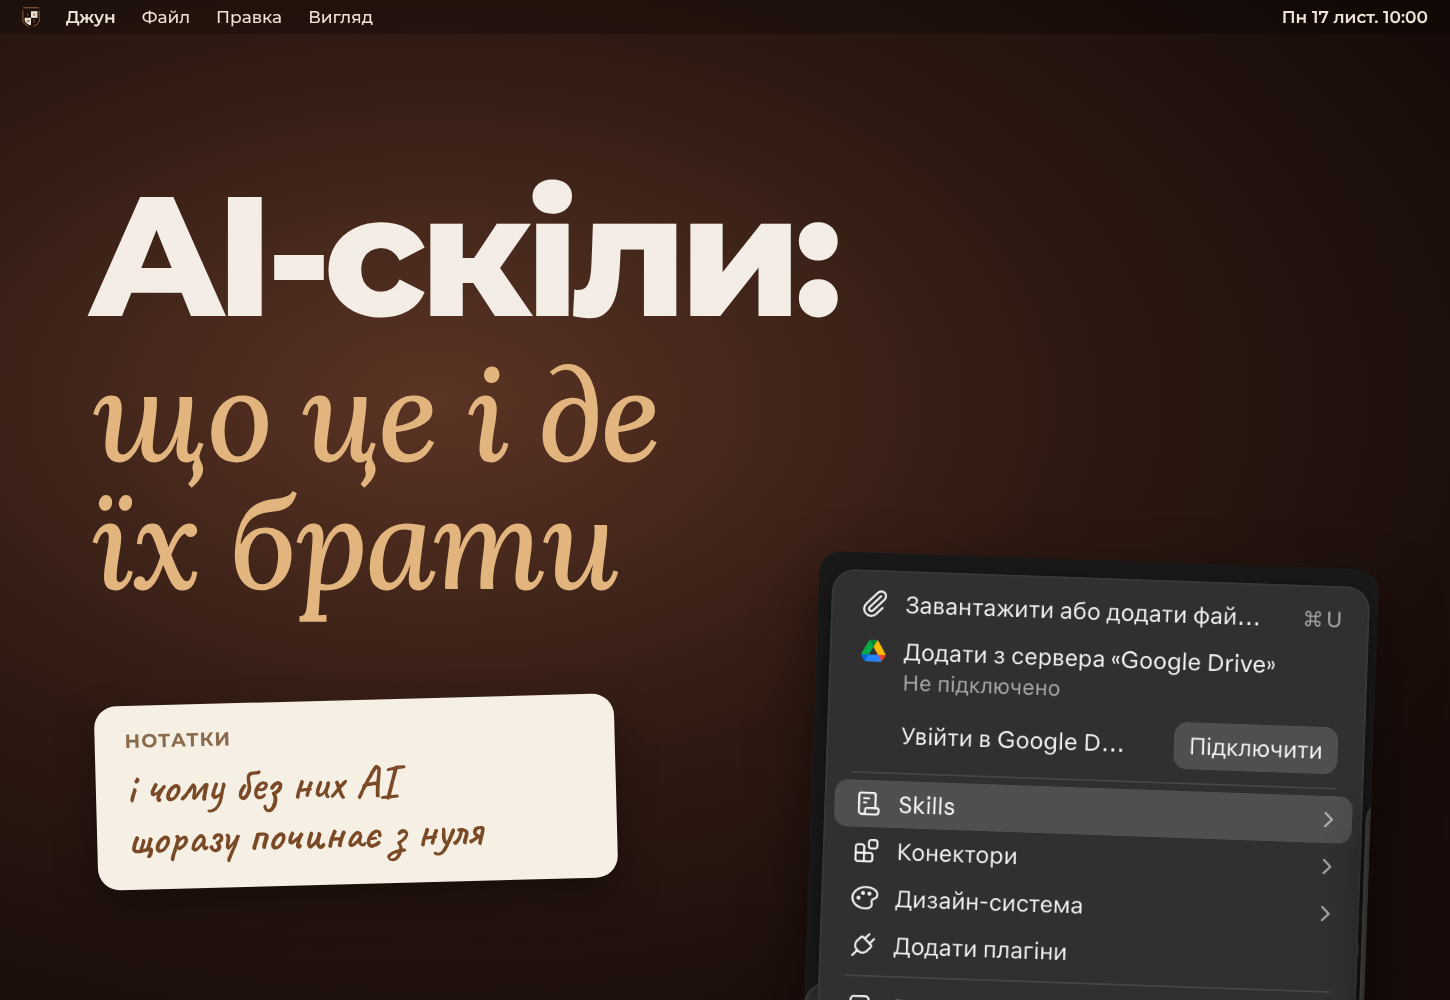 Джун Файл Правка Вигляд Пн 17 лист. 10:00
АІ-скіли:
що це і де
їх брати
НОТАТКИ
і чому без них АІ
щоразу починає з нуля
Завантажити або додати фай... ⌘U
Додати з сервера «Google Drive»
Не підключено
Увійти в Google D... Підключити
Skills
Конектори
Дизайн-система
Додати плагіни